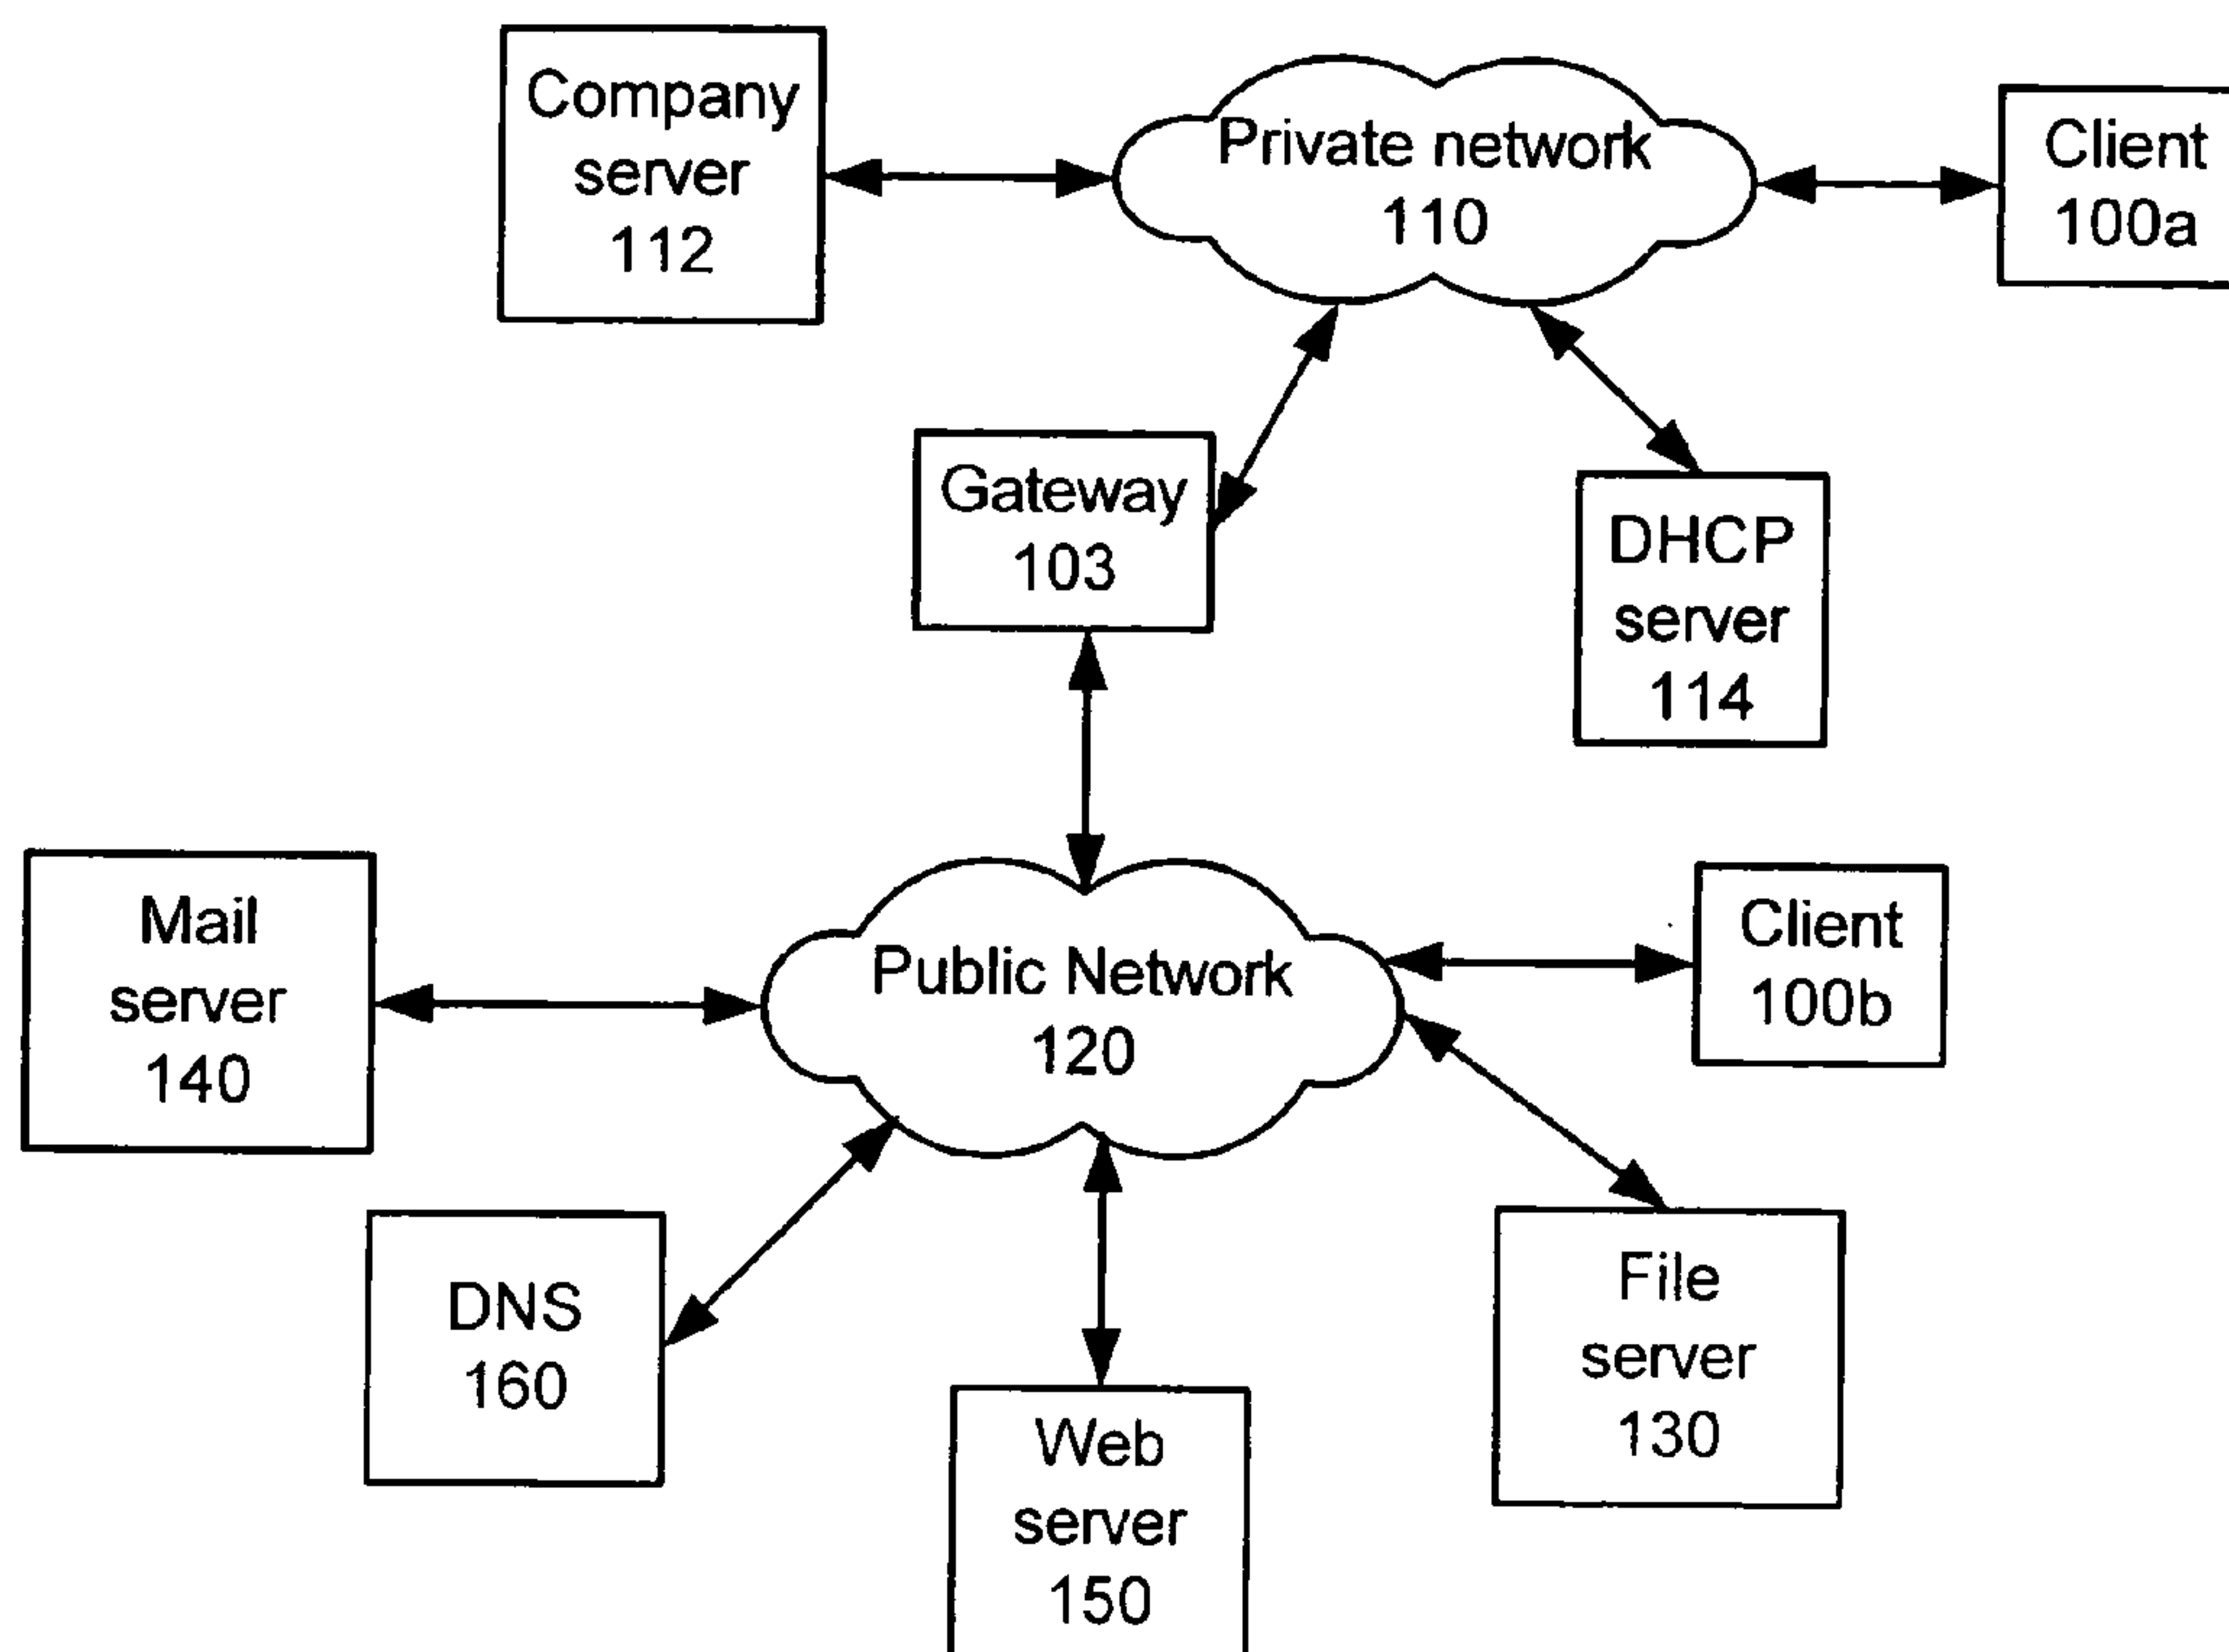 Company
server
112
Private network
110
Client
100a
Gateway
103
DHCP
server
114
Mail
server
140
Public Network
120
Client
100b
DNS
160
Web
server
150
File
server
130